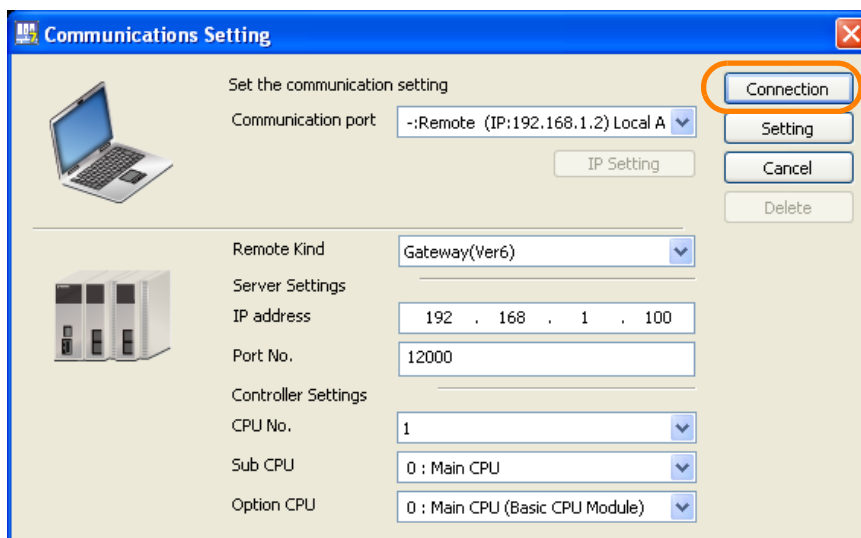 Communications Setting
Set the communication setting
Connection
Communication port -:Remote (IP:192.168.1.2) Local A
Setting
IP Setting
Cancel
Delete
Remote Kind Gateway(Ver6)
Server Settings
IP address 192 . 168 . 1 . 100
Port No. 12000
Controller Settings
CPU No. 1
Sub CPU 0 : Main CPU
Option CPU 0 : Main CPU (Basic CPU Module)